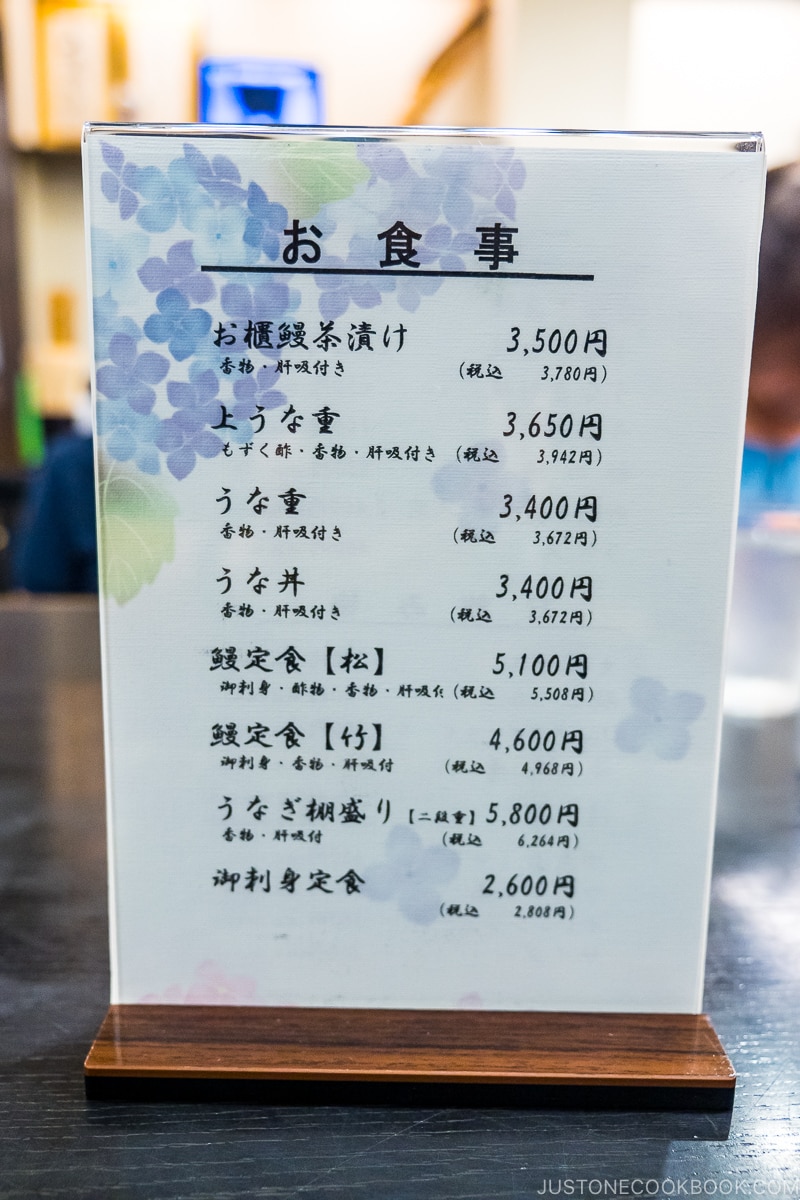 お食事
お櫃鰻茶漬け 3,500円
香物・肝吸付き (税込 3,780円)
上うな重 3,650円
もずく酢・香物・肝吸付き (税込 3,942円)
うな重 3,400円
香物・肝吸付き (税込 3,672円)
うな丼 3,400円
香物・肝吸付き (税込 3,672円)
鰻定食【松】 5,100円
御刺身・酢物・香物・肝吸 (税込 5,508円)
鰻定食【竹】 4,600円
御刺身・香物・肝吸付 (税込 4,968円)
うなぎ棚盛り【二段重】 5,800円
香物・肝吸付 (税込 6,264円)
御刺身定食 2,600円
(税込 2,808円)
JUSTONECOOKBOOK.COM